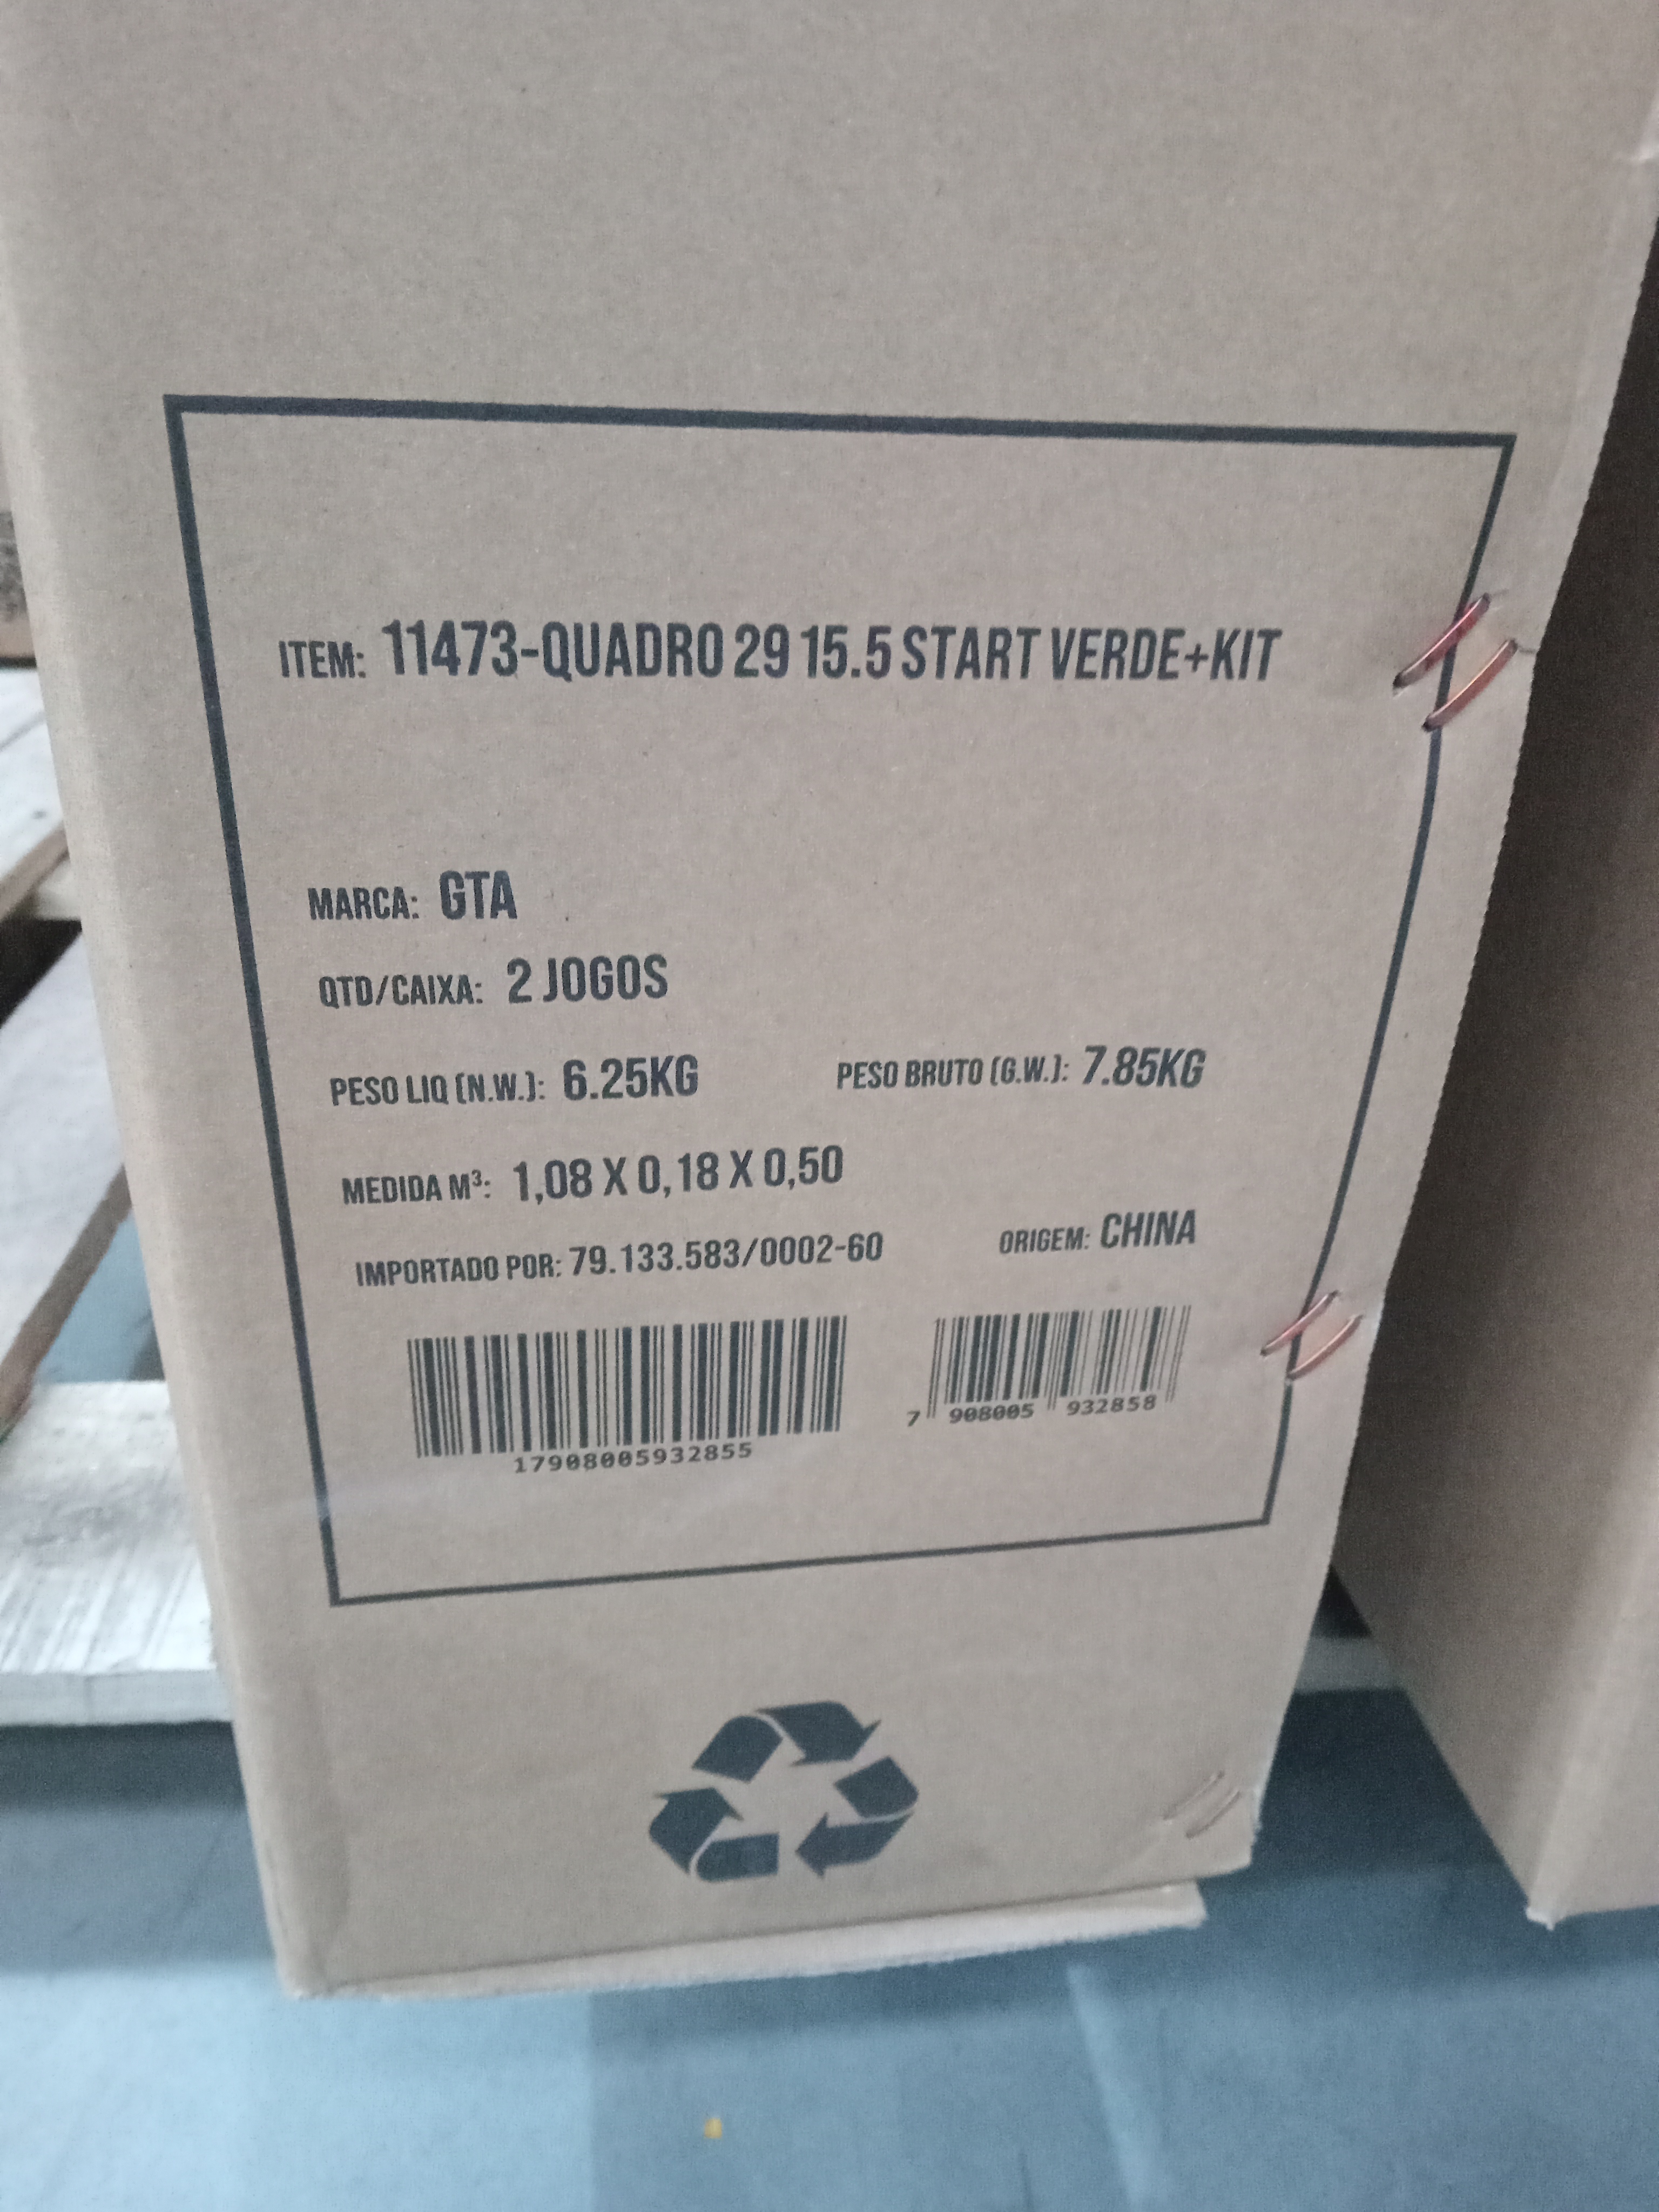 ITEM: 11473-QUADRO 29 15.5 START VERDE+KIT
MARCA: GTA
QTD/CAIXA: 2 JOGOS
PESO LIQ (N.W.): 6.25KG PESO BRUTO (G.W.): 7.85KG
MEDIDA M³: 1,08 X 0,18 X 0,50
IMPORTADO POR: 79.133.583/0002-60 ORIGEM: CHINA
17908005932855 7 908005 932858